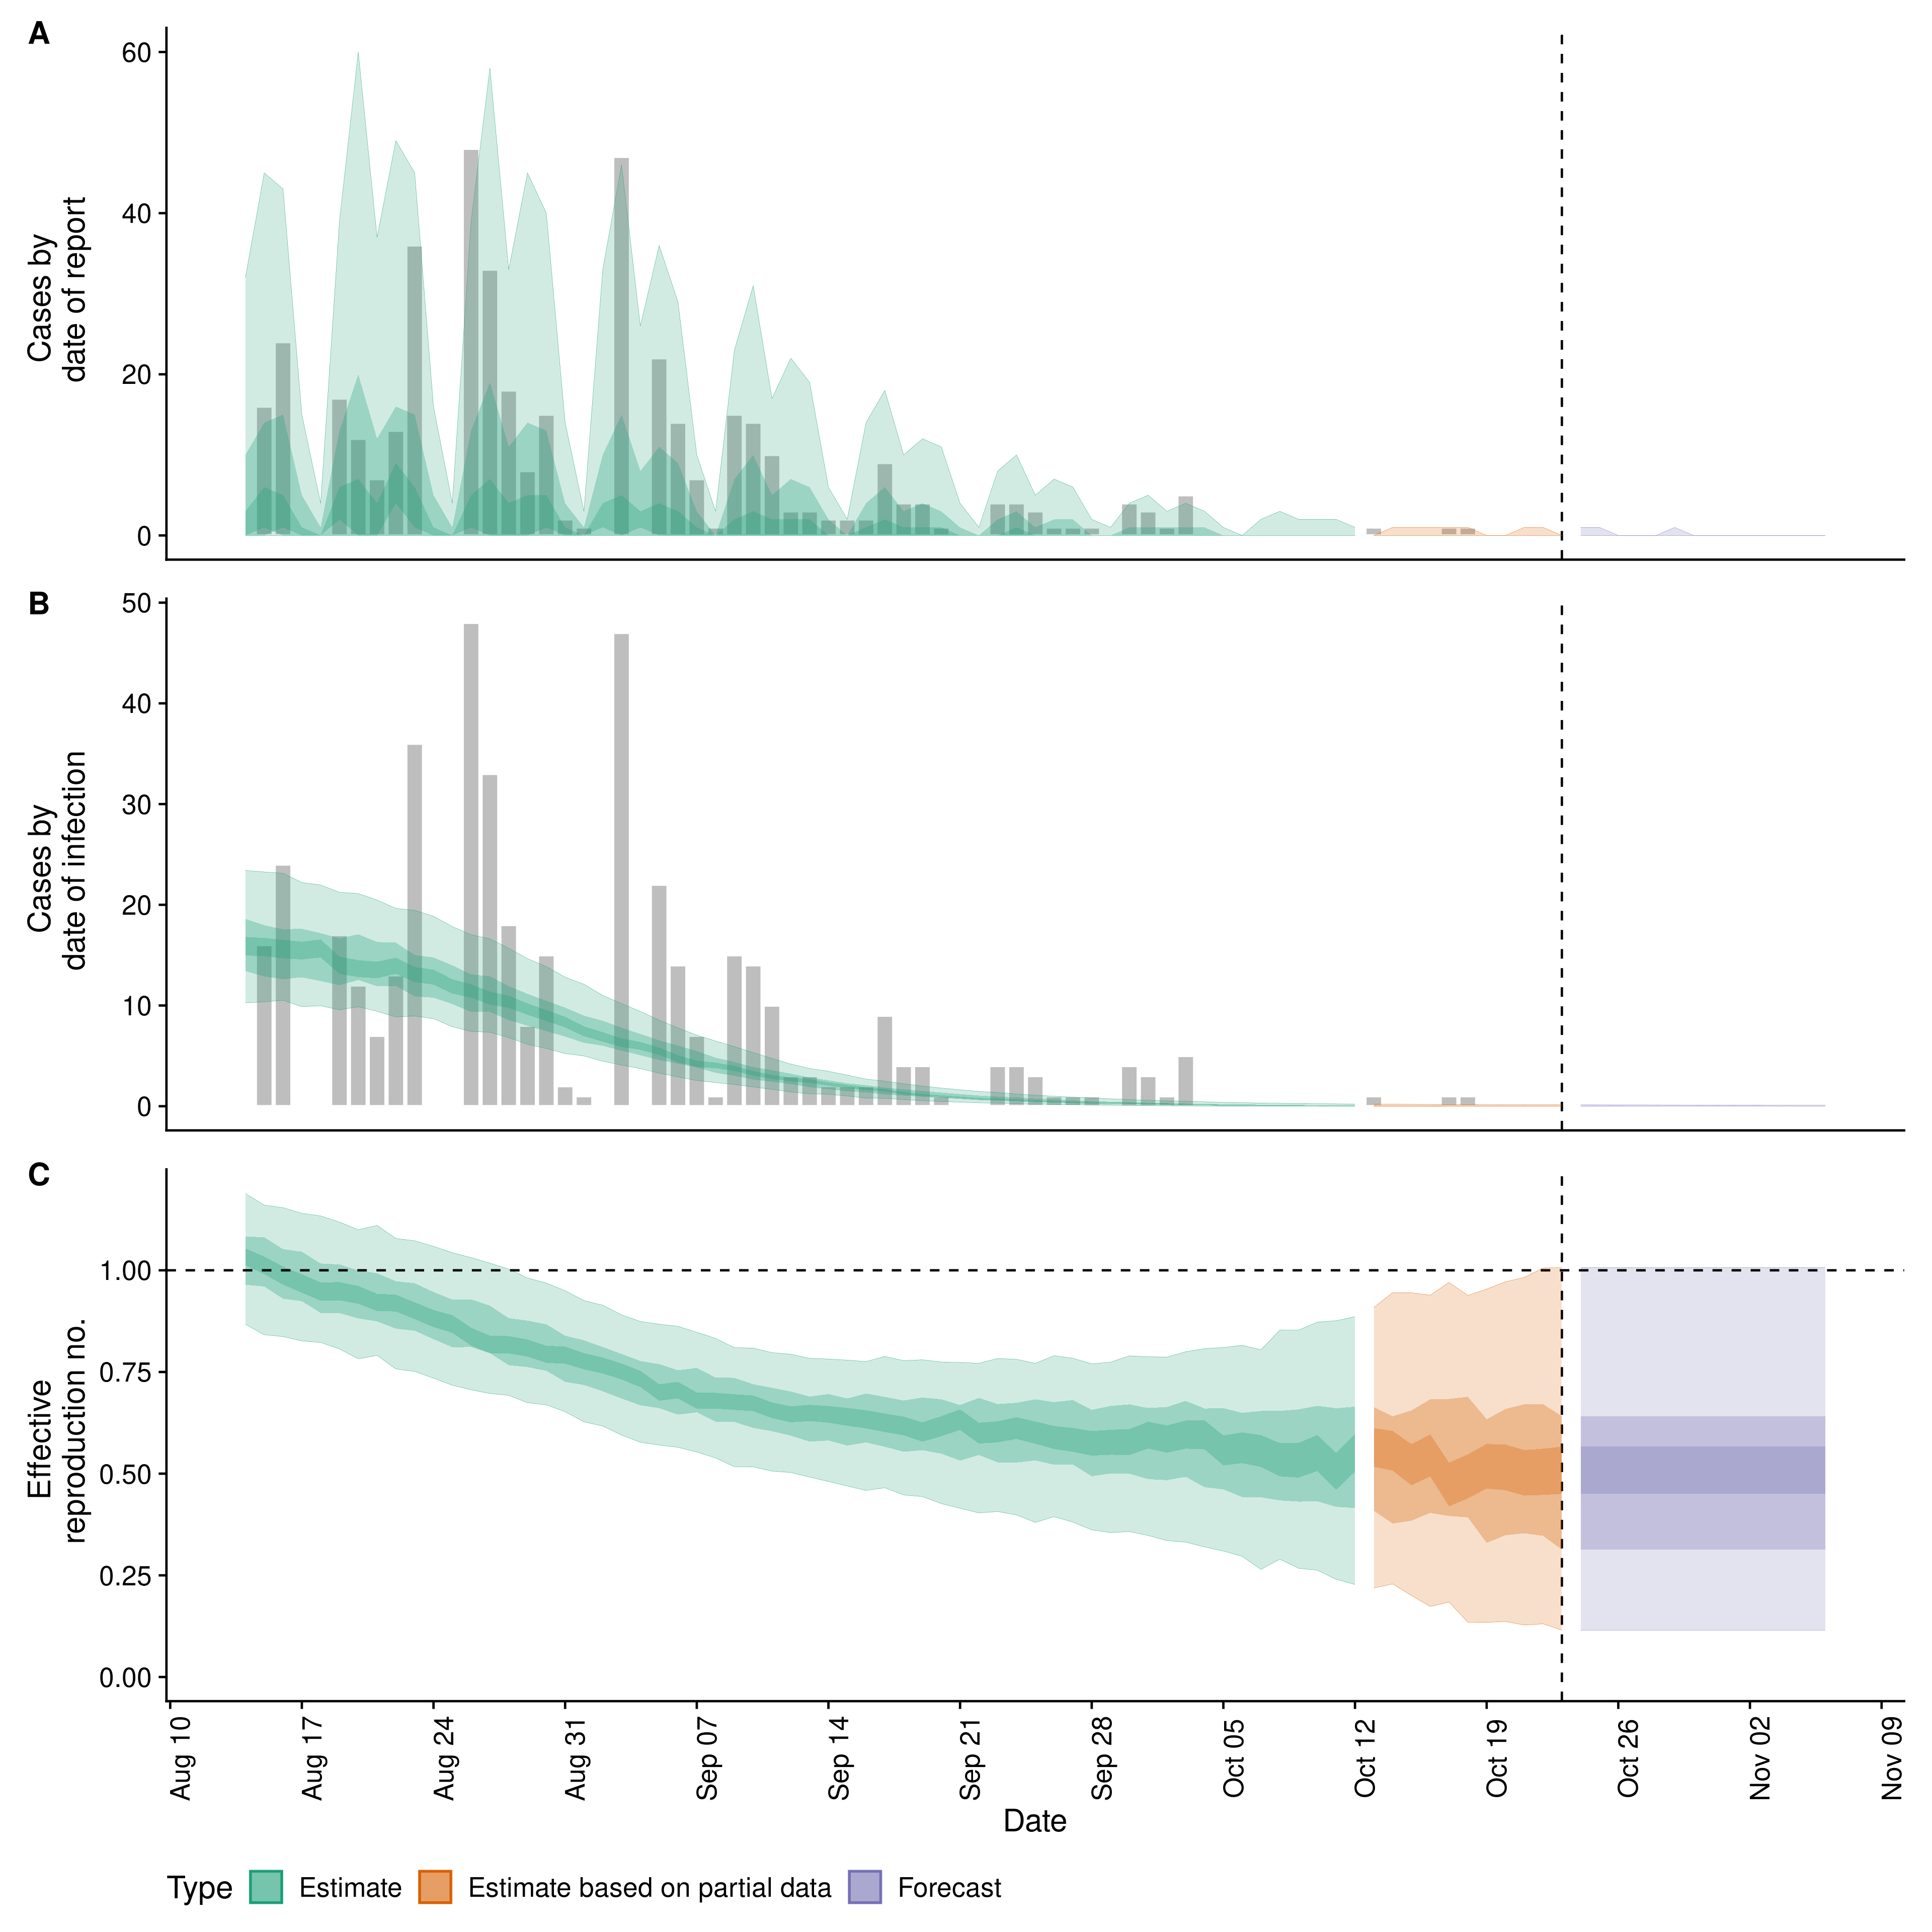 A
60
40
20
0
Cases by
date of report
B
50
40
30
20
10
0
Cases by
date of infection
C
1.00
0.75
0.50
0.25
0.00
Effective
reproduction no.
Aug 10
Aug 17
Aug 24
Aug 31
Sep 07
Sep 14
Sep 21
Sep 28
Oct 05
Oct 12
Oct 19
Oct 26
Nov 02
Nov 09
Date
Type Estimate Estimate based on partial data Forecast